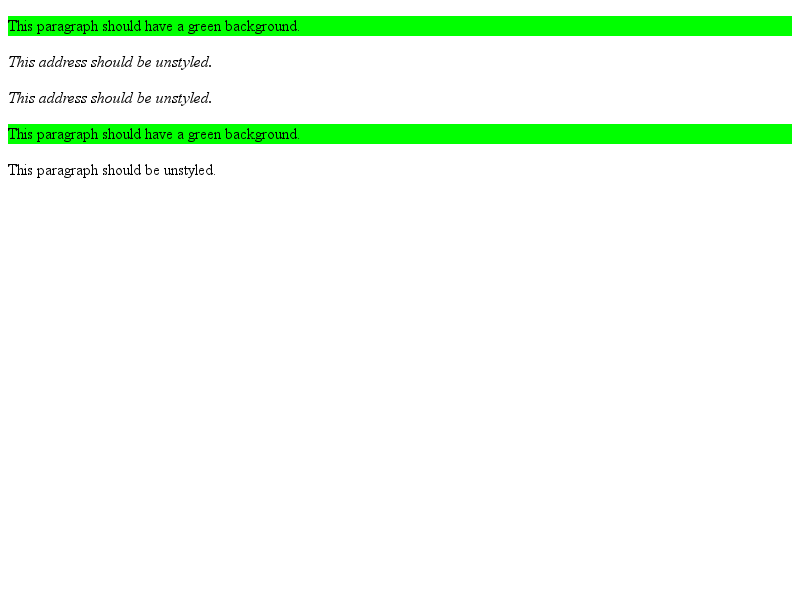 This paragraph should have a green background.
This address should be unstyled.
This address should be unstyled.
This paragraph should have a green background.
This paragraph should be unstyled.